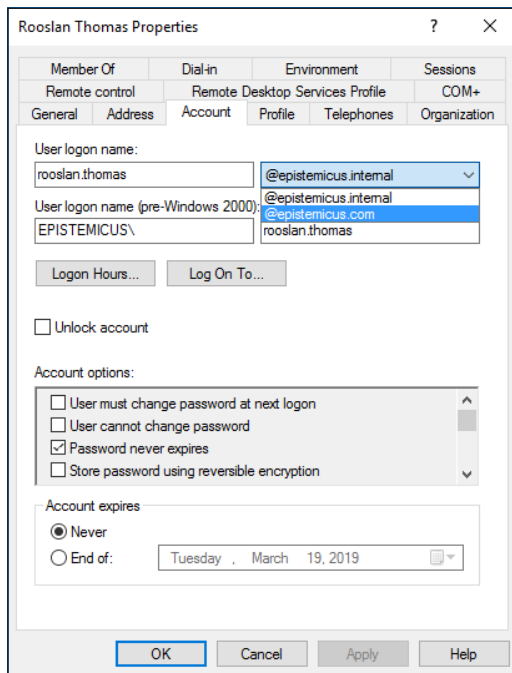 Rooslan Thomas Properties ? ×
Member Of Dial-in Environment Sessions
Remote control Remote Desktop Services Profile COM+
General Address Account Profile Telephones Organization
User logon name:
rooslan.thomas @epistemicus.internal
@epistemicus.internal
User logon name (pre-Windows 2000): @epistemicus.com
EPISTEMICUS\ rooslan.thomas
Logon Hours... Log On To...
Unlock account
Account options:
User must change password at next logon
User cannot change password
Password never expires
Store password using reversible encryption
Account expires
Never
End of: Tuesday , March 19, 2019
OK Cancel Apply Help